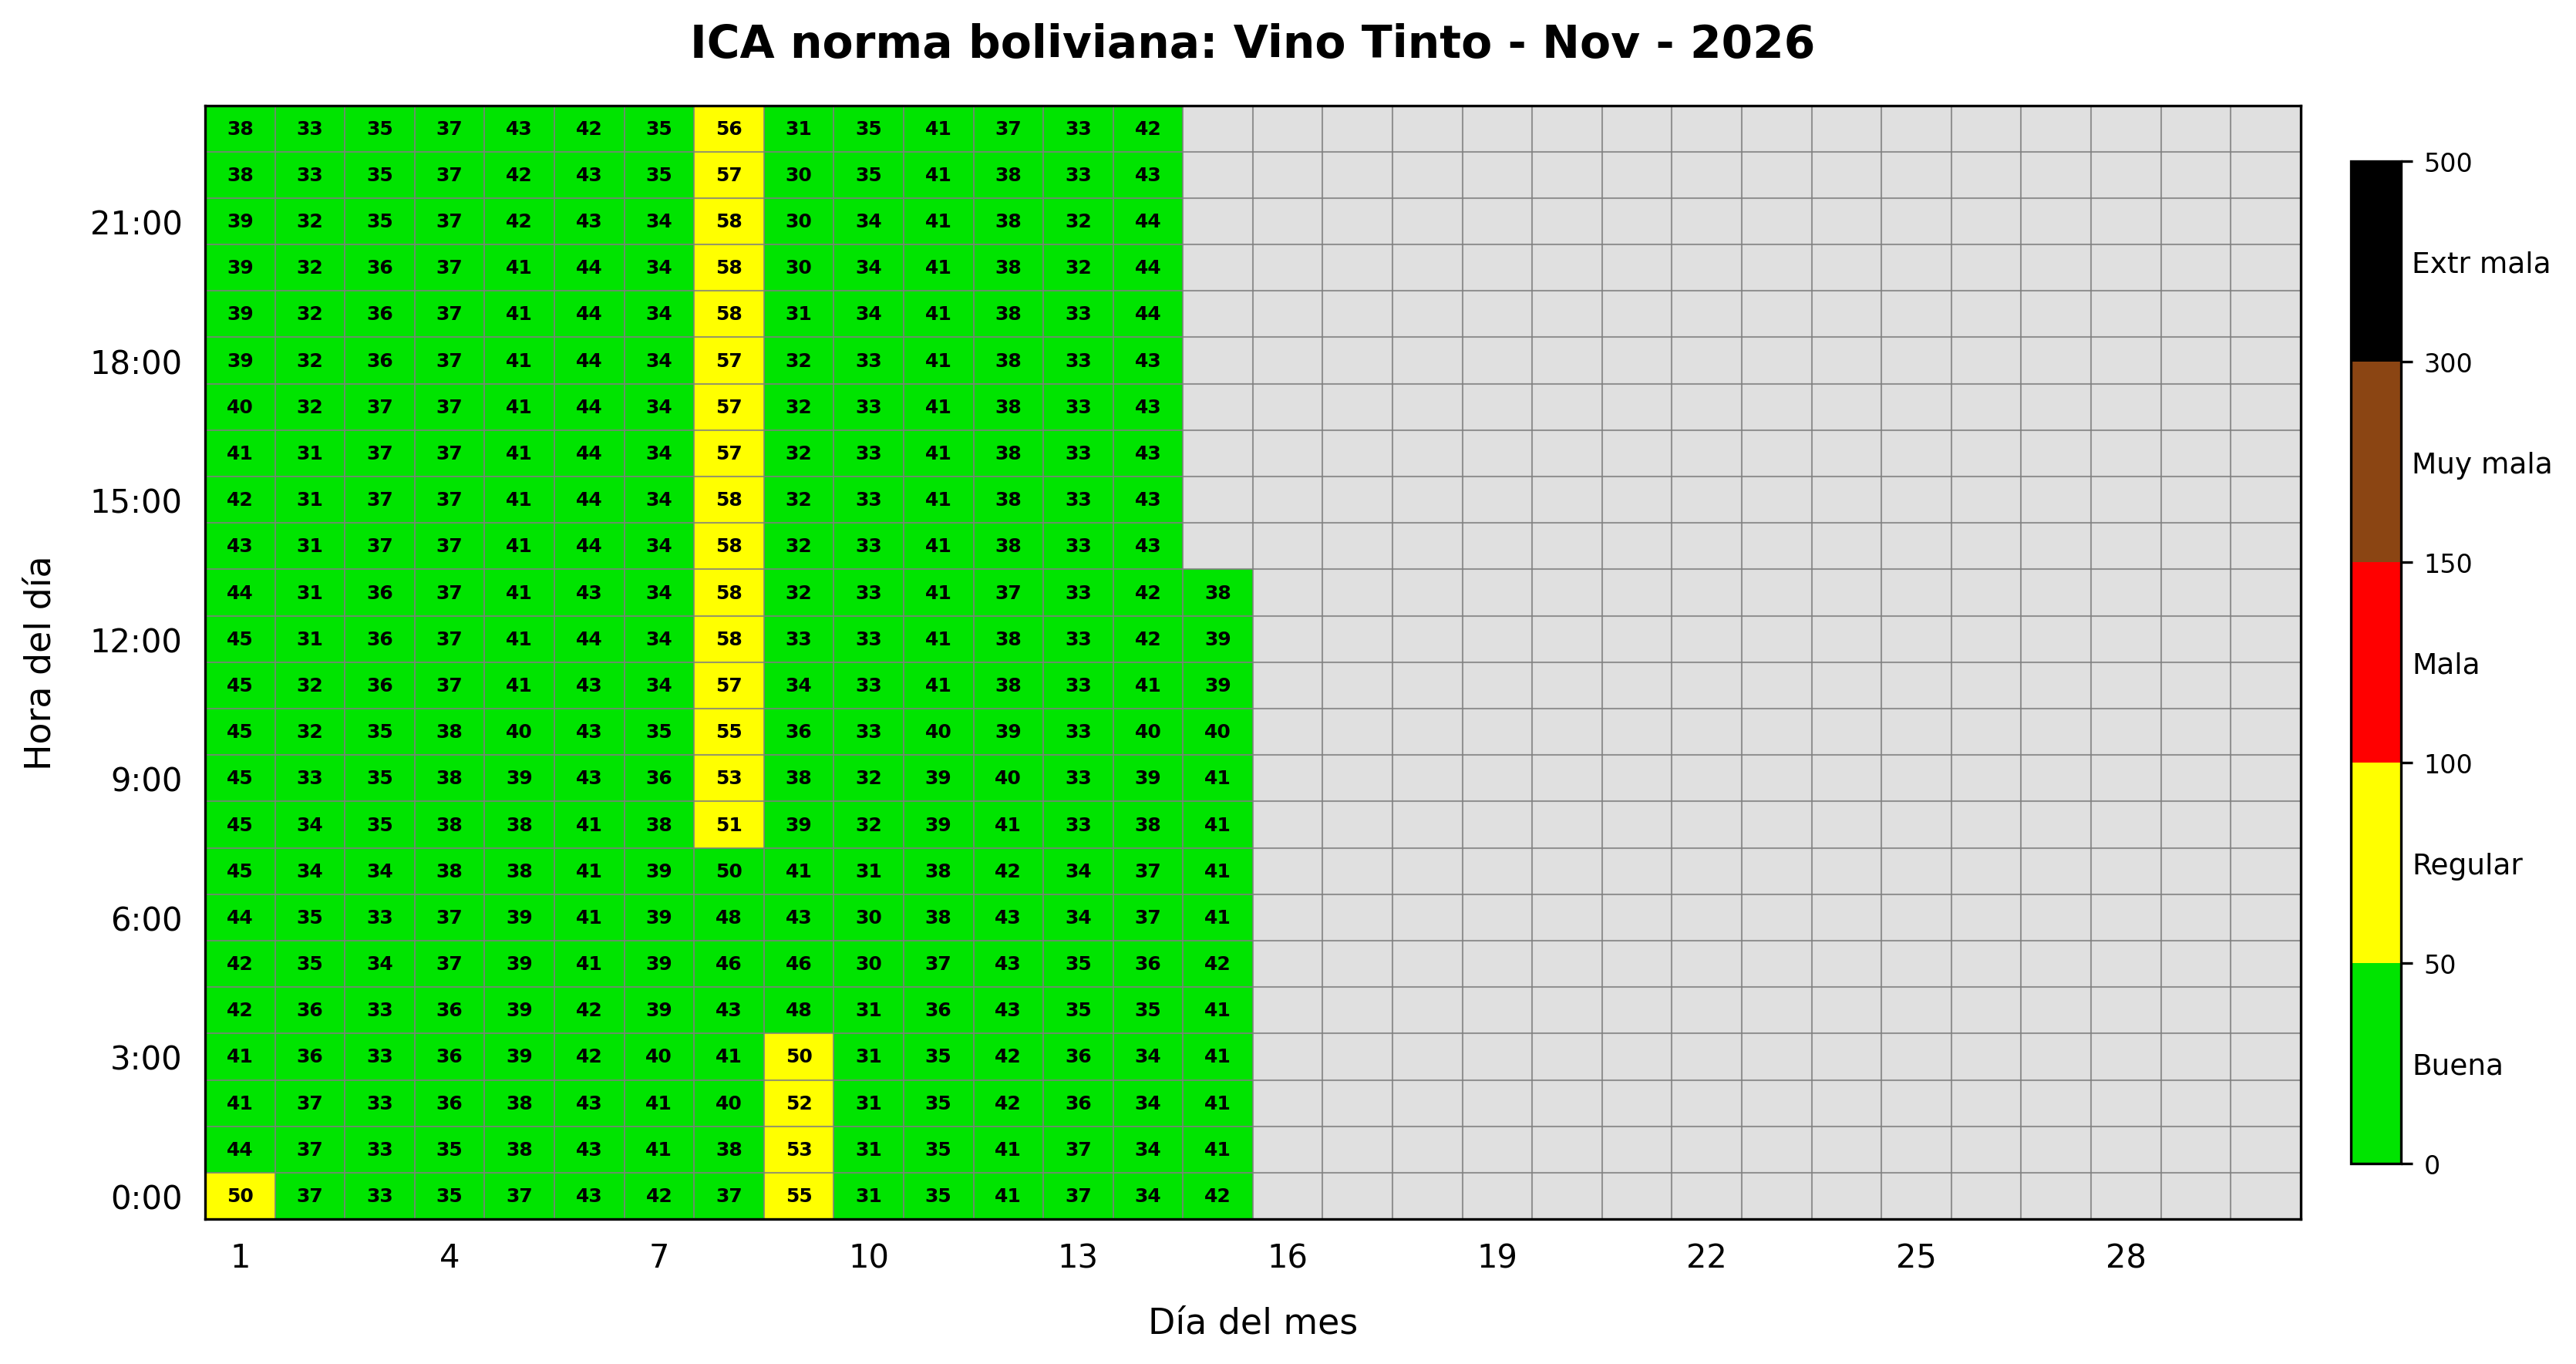 ICA norma boliviana: Vino Tinto - Nov - 2026
38 33 35 37 43 42 35 56 31 35 41 37 33 42
38 33 35 37 42 43 35 57 30 35 41 38 33 43
21:00 39 32 35 37 42 43 34 58 30 34 41 38 32 44
39 32 36 37 41 44 34 58 30 34 41 38 32 44
39 32 36 37 41 44 34 58 31 34 41 38 33 44
18:00 39 32 36 37 41 44 34 57 32 33 41 38 33 43
40 32 37 37 41 44 34 57 32 33 41 38 33 43
41 31 37 37 41 44 34 57 32 33 41 38 33 43
15:00 42 31 37 37 41 44 34 58 32 33 41 38 33 43
43 31 37 37 41 44 34 58 32 33 41 38 33 43
44 31 36 37 41 43 34 58 32 33 41 37 33 42 38
12:00 45 31 36 37 41 44 34 58 33 33 41 38 33 42 39
45 32 36 37 41 43 34 57 34 33 41 38 33 41 39
45 32 35 38 40 43 35 55 36 33 40 39 33 40 40
9:00 45 33 35 38 39 43 36 53 38 32 39 40 33 39 41
45 34 35 38 38 41 38 51 39 32 39 41 33 38 41
45 34 34 38 38 41 39 50 41 31 38 42 34 37 41
6:00 44 35 33 37 39 41 39 48 43 30 38 43 34 37 41
42 35 34 37 39 41 39 46 46 30 37 43 35 36 42
42 36 33 36 39 42 39 43 48 31 36 43 35 35 41
3:00 41 36 33 36 39 42 40 41 50 31 35 42 36 34 41
41 37 33 36 38 43 41 40 52 31 35 42 36 34 41
44 37 33 35 38 43 41 38 53 31 35 41 37 34 41
0:00 50 37 33 35 37 43 42 37 55 31 35 41 37 34 42
1 4 7 10 13 16 19 22 25 28
Día del mes
Hora del día
500
Extr mala
300
Muy mala
150
Mala
100
Regular
50
Buena
0